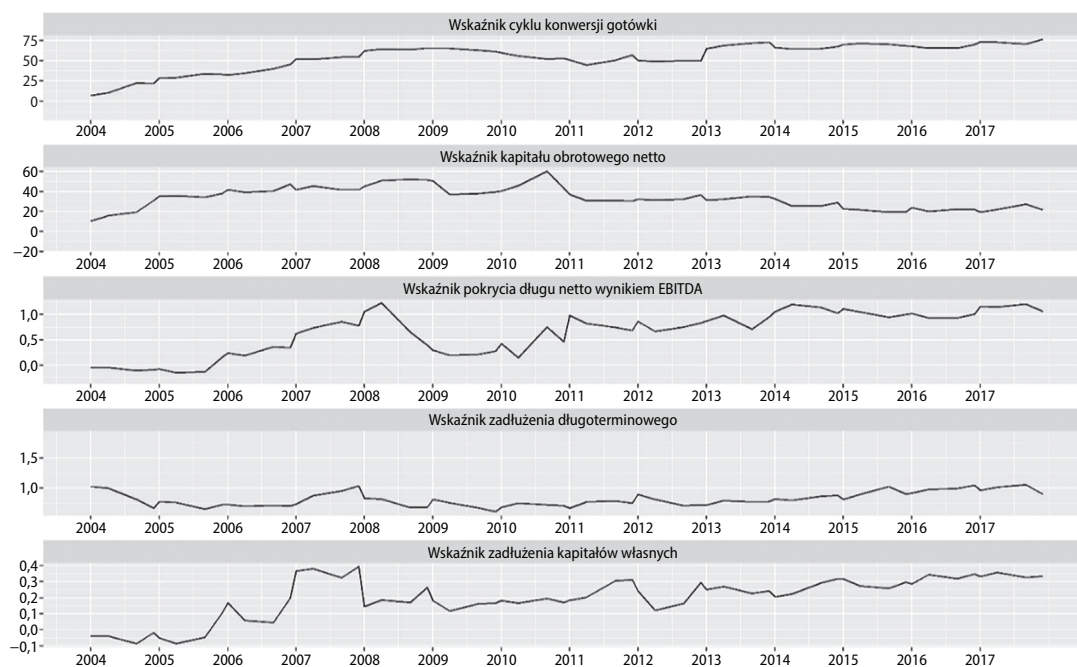 Wskaźnik cyklu konwersji gotówki
75
50
25
0
2004 2005 2006 2007 2008 2009 2010 2011 2012 2013 2014 2015 2016 2017
Wskaźnik kapitału obrotowego netto
60
40
20
0
−20
2004 2005 2006 2007 2008 2009 2010 2011 2012 2013 2014 2015 2016 2017
Wskaźnik pokrycia długu netto wynikiem EBITDA
1,0
0,5
0,0
2004 2005 2006 2007 2008 2009 2010 2011 2012 2013 2014 2015 2016 2017
Wskaźnik zadłużenia długoterminowego
1,5
1,0
2004 2005 2006 2007 2008 2009 2010 2011 2012 2013 2014 2015 2016 2017
Wskaźnik zadłużenia kapitałów własnych
0,4
0,3
0,2
0,1
0,0
−0,1
2004 2005 2006 2007 2008 2009 2010 2011 2012 2013 2014 2015 2016 2017